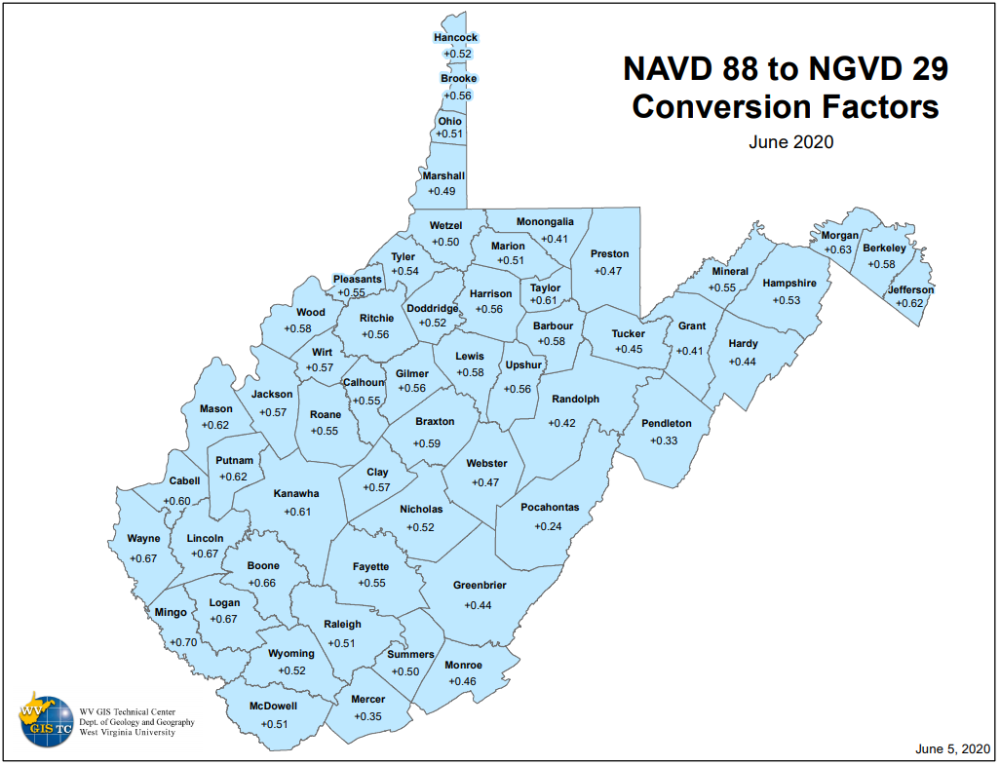 NAVD 88 to NGVD 29
Conversion Factors
June 2020
Hancock
+0.52
Brooke
+0.56
Ohio
+0.51
Marshall
+0.49
Wetzel
+0.50
Monongalia
+0.41
Marion
+0.51
Preston
+0.47
Tyler
+0.54
Pleasants
+0.55
Wood
+0.58
Ritchie
+0.56
Doddridge
+0.52
Harrison
+0.56
Taylor
+0.61
Barbour
+0.58
Tucker
+0.45
Grant
+0.41
Mineral
+0.55
Hampshire
+0.53
Morgan
+0.63
Berkeley
+0.58
Jefferson
+0.62
Hardy
+0.44
Wirt
+0.57
Calhoun
+0.55
Gilmer
+0.56
Lewis
+0.58
Upshur
+0.56
Randolph
+0.42
Pendleton
+0.33
Mason
+0.62
Jackson
+0.57
Roane
+0.55
Braxton
+0.59
Webster
+0.47
Pocahontas
+0.24
Putnam
+0.62
Cabell
+0.60
Kanawha
+0.61
Clay
+0.57
Nicholas
+0.52
Wayne
+0.67
Lincoln
+0.67
Boone
+0.66
Fayette
+0.55
Greenbrier
+0.44
Mingo
+0.70
Logan
+0.67
Raleigh
+0.51
Wyoming
+0.52
Summers
+0.50
Monroe
+0.46
McDowell
+0.51
Mercer
+0.35
WV
GIS TC
WV GIS Technical Center
Dept. of Geology and Geography
West Virginia University
June 5, 2020